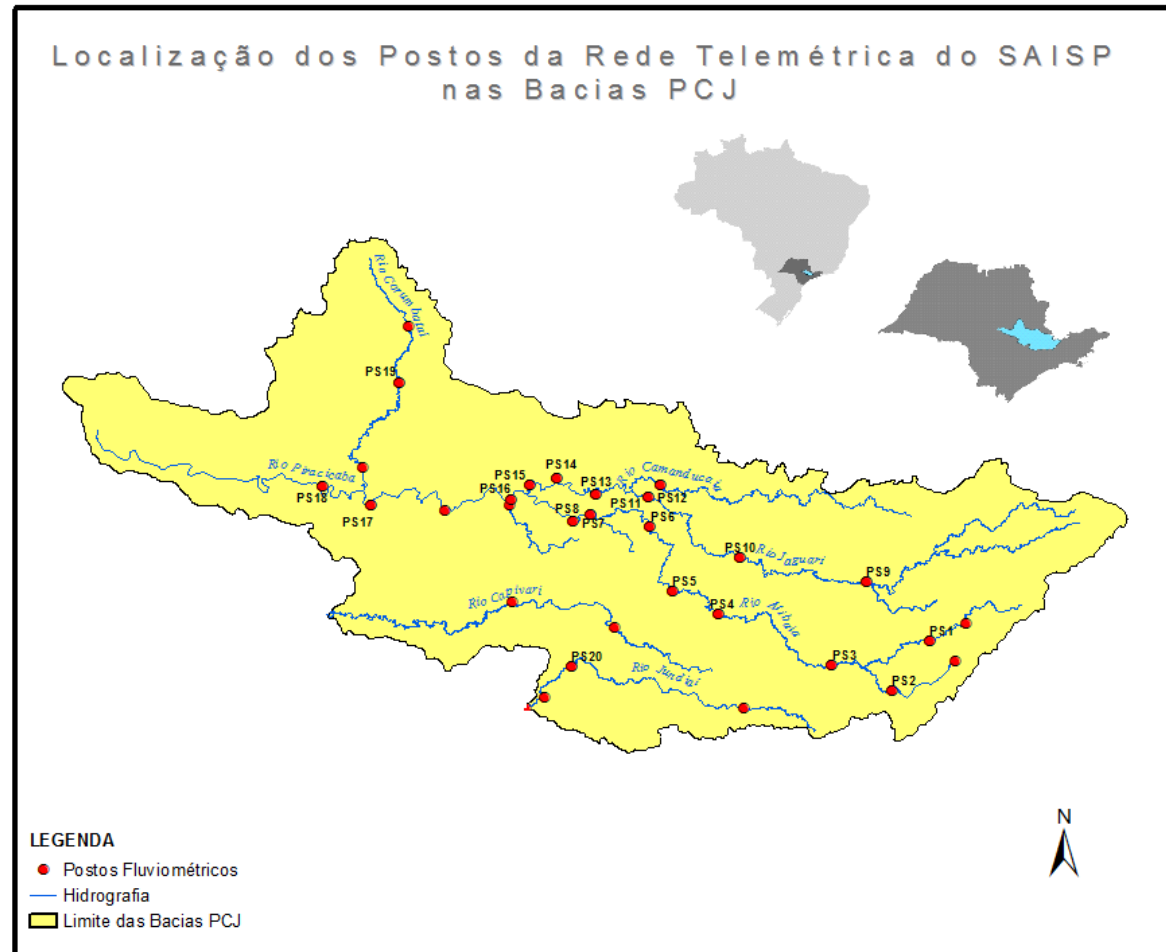 Localização dos Postos da Rede Telemétrica do SAISP
nas Bacias PCJ
Rio Corumbataí
PS19
Rio Piracicaba
PS18
PS17
PS16
PS15
PS14
PS13
Rio Camanducaia
PS12
PS11
PS8
PS7
PS6
PS10
Rio Jaguari
PS9
PS5
PS4
Rio Atibaia
PS1
PS3
PS2
Rio Capivari
PS20
Rio Jundiaí
N
LEGENDA
Postos Fluviométricos
Hidrografia
Limite das Bacias PCJ